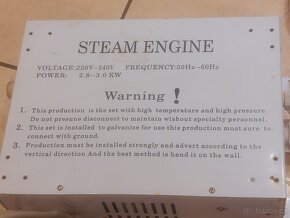 STEAM ENGINE
VOLTAGE:220V--240V FREQUENCY:50Hz--60Hz
POWER: 2.8--3.0 KW
Warning !
1. This production is the set with high temperature and high pressure.
Do not presune disconnect to maintain without specialty personnel.
2. This set is installed to galvanize for use this production must sure to
connect with ground.
3. Production must be installed strongly and advert according to the
vertical direction And the best method is hand it on the wall.